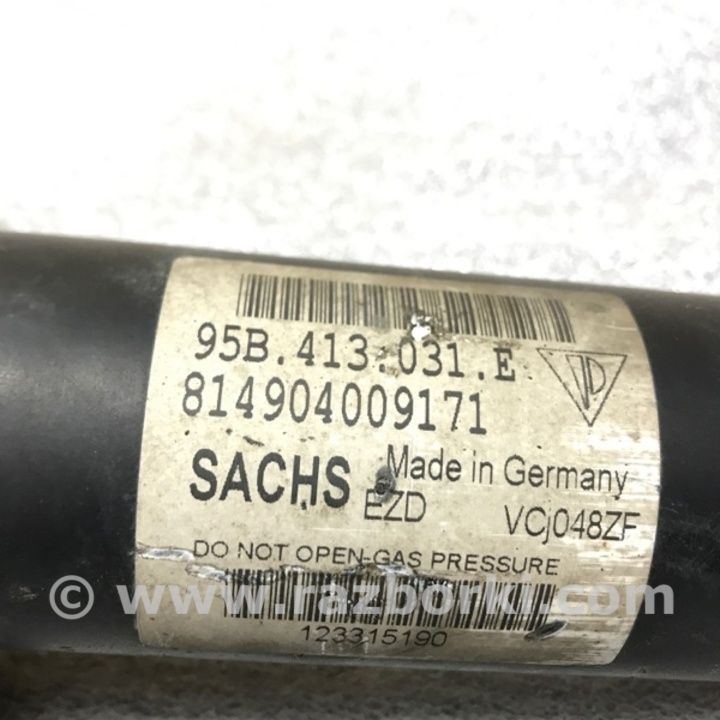 95B.413.031.E
814904009171
SACHS Made in Germany
EZD VCj048ZF
DO NOT OPEN-GAS PRESSURE
© www.razborki.com
123315190